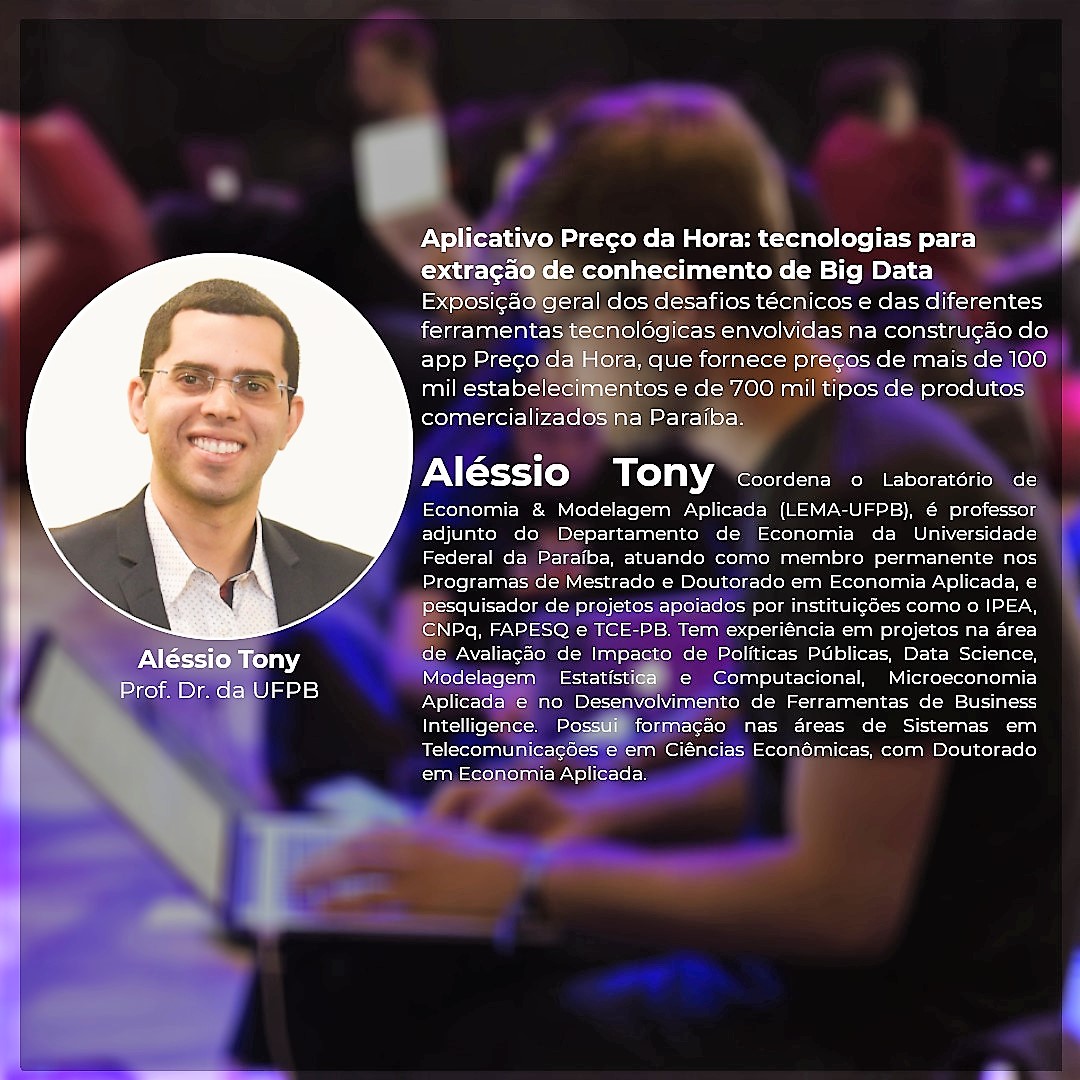 Aplicativo Preço da Hora: tecnologias para
extração de conhecimento de Big Data
Exposição geral dos desafios técnicos e das diferentes
ferramentas tecnológicas envolvidas na construção do
app Preço da Hora, que fornece preços de mais de 100
mil estabelecimentos e de 700 mil tipos de produtos
comercializados na Paraíba.
Aléssio Tony Coordena o Laboratório de
Economia & Modelagem Aplicada (LEMA-UFPB), é professor
adjunto do Departamento de Economia da Universidade
Federal da Paraíba, atuando como membro permanente nos
Programas de Mestrado e Doutorado em Economia Aplicada, e
pesquisador de projetos apoiados por instituições como o IPEA,
CNPq, FAPESQ e TCE-PB. Tem experiência em projetos na área
de Avaliação de Impacto de Políticas Públicas, Data Science,
Modelagem Estatística e Computacional, Microeconomia
Aplicada e no Desenvolvimento de Ferramentas de Business
Intelligence. Possui formação nas áreas de Sistemas em
Telecomunicações e em Ciências Econômicas, com Doutorado
em Economia Aplicada.
Aléssio Tony
Prof. Dr. da UFPB